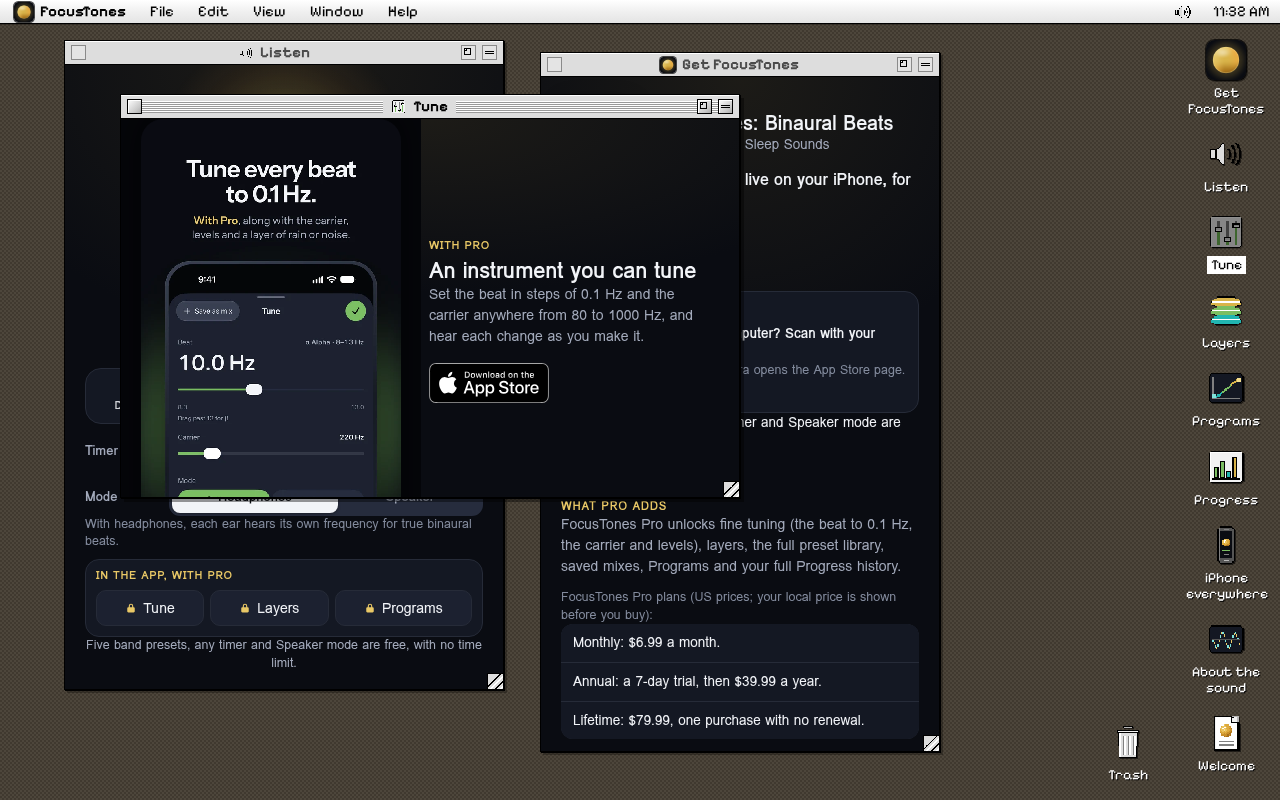 FocusTones File Edit View Window Help
11:32 AM
Listen
Get FocusTones
Tune
Tune every beat
to 0.1 Hz.
With Pro, along with the carrier,
levels and a layer of rain or noise.
9:41
Save as mix
Tune
Beat
10.0 Hz
Drag past 12 for β
Carrier
220 Hz
Mode
WITH PRO
An instrument you can tune
Set the beat in steps of 0.1 Hz and the
carrier anywhere from 80 to 1000 Hz, and
hear each change as you make it.
Download on the
App Store
s: Binaural Beats
Sleep Sounds
live on your iPhone, for
Scan with your
opens the App Store page.
and Speaker mode are
WHAT PRO ADDS
FocusTones Pro unlocks fine tuning (the beat to 0.1 Hz,
the carrier and levels), layers, the full preset library,
saved mixes, Programs and your full Progress history.
FocusTones Pro plans (US prices; your local price is shown
before you buy):
Monthly: $6.99 a month.
Annual: a 7-day trial, then $39.99 a year.
Lifetime: $79.99, one purchase with no renewal.
Timer
Mode
With headphones, each ear hears its own frequency for true binaural
beats.
IN THE APP, WITH PRO
Tune
Layers
Programs
Five band presets, any timer and Speaker mode are free, with no time
limit.
Get
FocusTones
Listen
Tune
Layers
Programs
Progress
iPhone
everywhere
About the
sound
Welcome
Trash